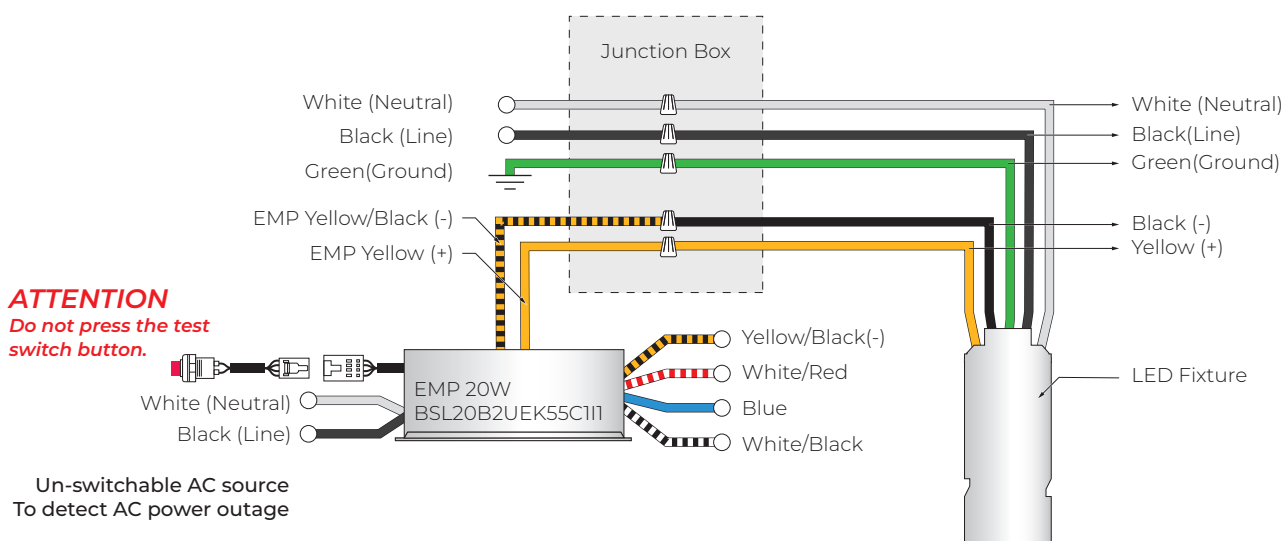 Junction Box
White (Neutral)
White (Neutral)
Black (Line)
Black(Line)
Green(Ground)
Green(Ground)
EMP Yellow/Black (-)
Black (-)
EMP Yellow (+)
Yellow (+)
ATTENTION
Do not press the test
switch button.
Yellow/Black(-)
White/Red
Blue
White/Black
EMP 20W
BSL20B2UEK55C1I1
White (Neutral)
Black (Line)
LED Fixture
Un-switchable AC source
To detect AC power outage